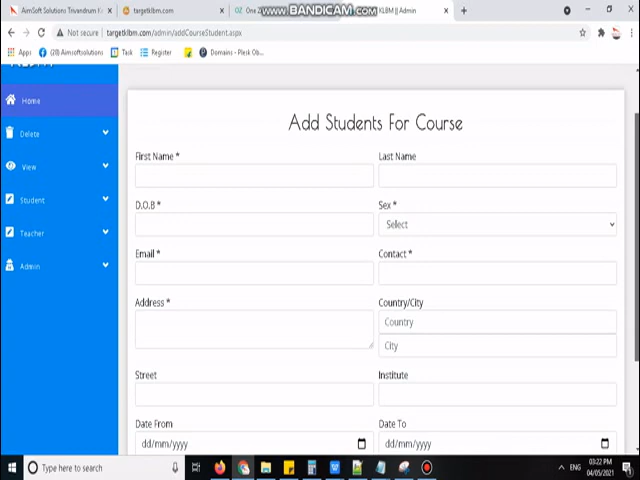 AimSoft Solutions Trivandrum K
targetklbm.com
One Z
WWW.BANDICAM.COM
KLBM || Admin
Not secure | targetklbm.com/admin/addCourseStudent.aspx
Apps
(20) Aimsoftsolutions
Task
Register
Domains - Plesk Ob...
Home
Delete
View
Student
Teacher
Admin
Add Students For Course
First Name *
Last Name
D.O.B *
Sex *
Select
Email *
Contact *
Address *
Country/City
Country
City
Street
Institute
Date From
Date To
dd/mm/yyyy
dd/mm/yyyy
Type here to search
ENG
03:22 PM
04/05/2021